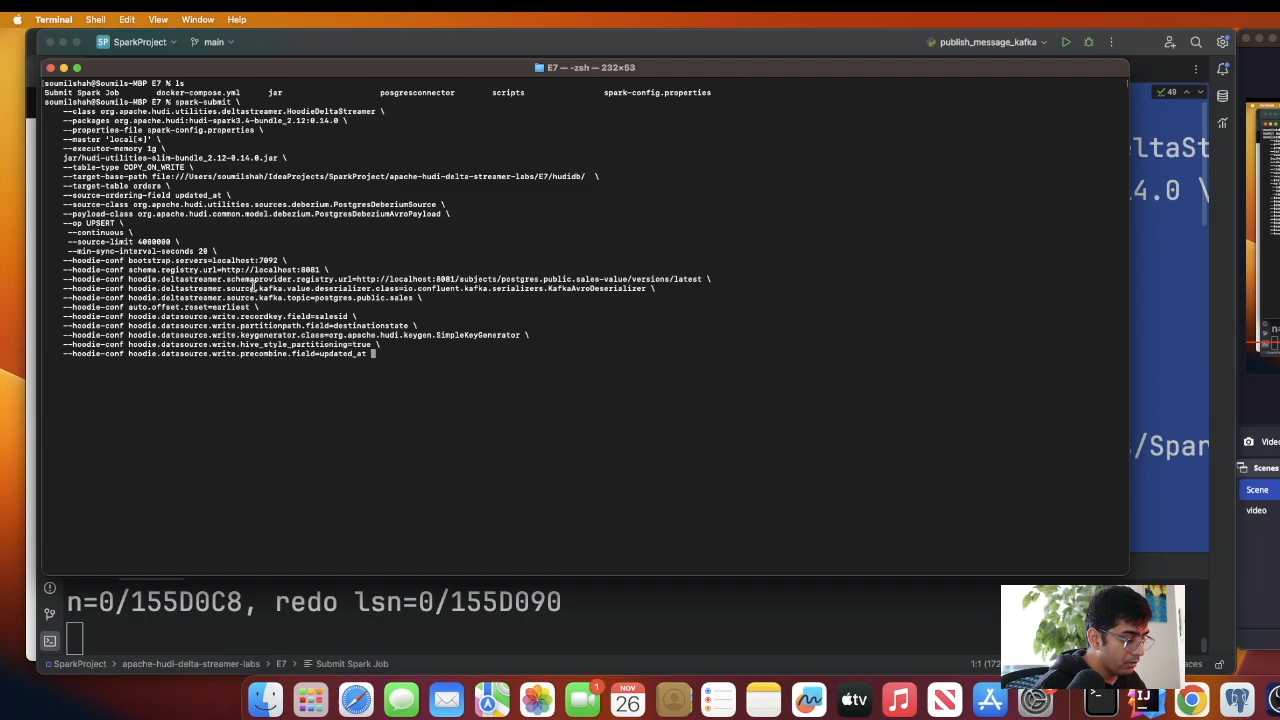 Terminal Shell Edit View Window Help
SparkProject main publish_message_kafka
E7 — -zsh — 232×53
soumilshah@Soumils-MBP E7 % ls
Submit Spark Job docker-compose.yml jar posgresconnector scripts spark-config.properties
soumilshah@Soumils-MBP E7 % spark-submit \
--class org.apache.hudi.utilities.deltastreamer.HoodieDeltaStreamer \
--packages org.apache.hudi:hudi-spark3.4-bundle_2.12:0.14.0 \
--properties-file spark-config.properties \
--master 'local[*]' \
--executor-memory 1g \
jar/hudi-utilities-slim-bundle_2.12-0.14.0.jar \
--table-type COPY_ON_WRITE \
--target-base-path file:///Users/soumilshah/IdeaProjects/SparkProject/apache-hudi-delta-streamer-labs/E7/hudidb/ \
--target-table orders \
--source-ordering-field updated_at \
--source-class org.apache.hudi.utilities.sources.debezium.PostgresDebeziumSource \
--payload-class org.apache.hudi.common.model.debezium.PostgresDebeziumAvroPayload \
--op UPSERT \
--continuous \
--source-limit 4000000 \
--min-sync-interval-seconds 20 \
--hoodie-conf bootstrap.servers=localhost:7092 \
--hoodie-conf schema.registry.url=http://localhost:8081 \
--hoodie-conf hoodie.deltastreamer.schemaprovider.registry.url=http://localhost:8081/subjects/postgres.public.sales-value/versions/latest \
--hoodie-conf hoodie.deltastreamer.source.kafka.value.deserializer.class=io.confluent.kafka.serializers.KafkaAvroDeserializer \
--hoodie-conf hoodie.deltastreamer.source.kafka.topic=postgres.public.sales \
--hoodie-conf auto.offset.reset=earliest \
--hoodie-conf hoodie.datasource.write.recordkey.field=salesid \
--hoodie-conf hoodie.datasource.write.partitionpath.field=destinationstate \
--hoodie-conf hoodie.datasource.write.keygenerator.class=org.apache.hudi.keygen.SimpleKeyGenerator \
--hoodie-conf hoodie.datasource.write.hive_style_partitioning=true \
--hoodie-conf hoodie.datasource.write.precombine.field=updated_at
49
ltaSt
14.0 \
s/Spar
Video
Scenes
Scene
video
n=0/155D0C8, redo lsn=0/155D090
SparkProject apache-hudi-delta-streamer-labs E7 Submit Spark Job 1:1 (172 aces
NOV
26
1
tv